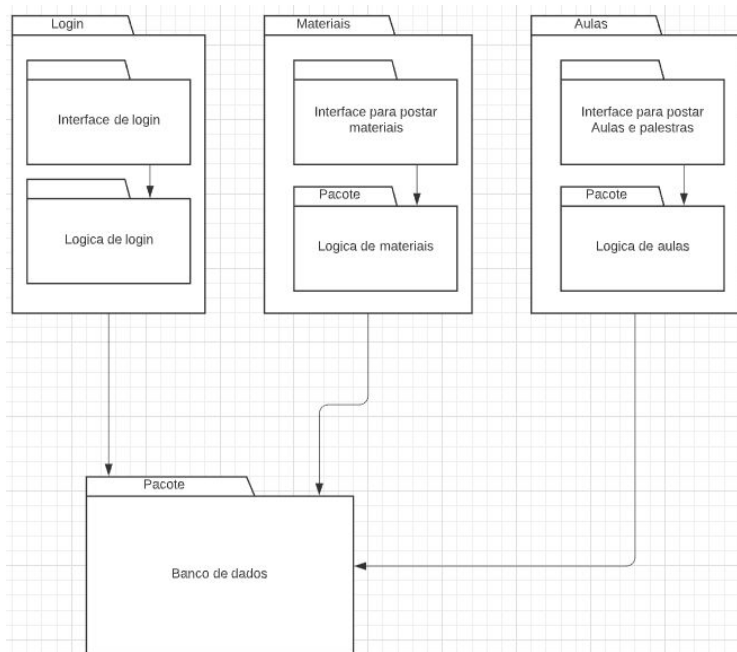 Login
Materiais
Aulas
Interface de login
Interface para postar
materiais
Interface para postar
Aulas e palestras
Pacote
Pacote
Logica de login
Logica de materiais
Logica de aulas
Pacote
Banco de dados